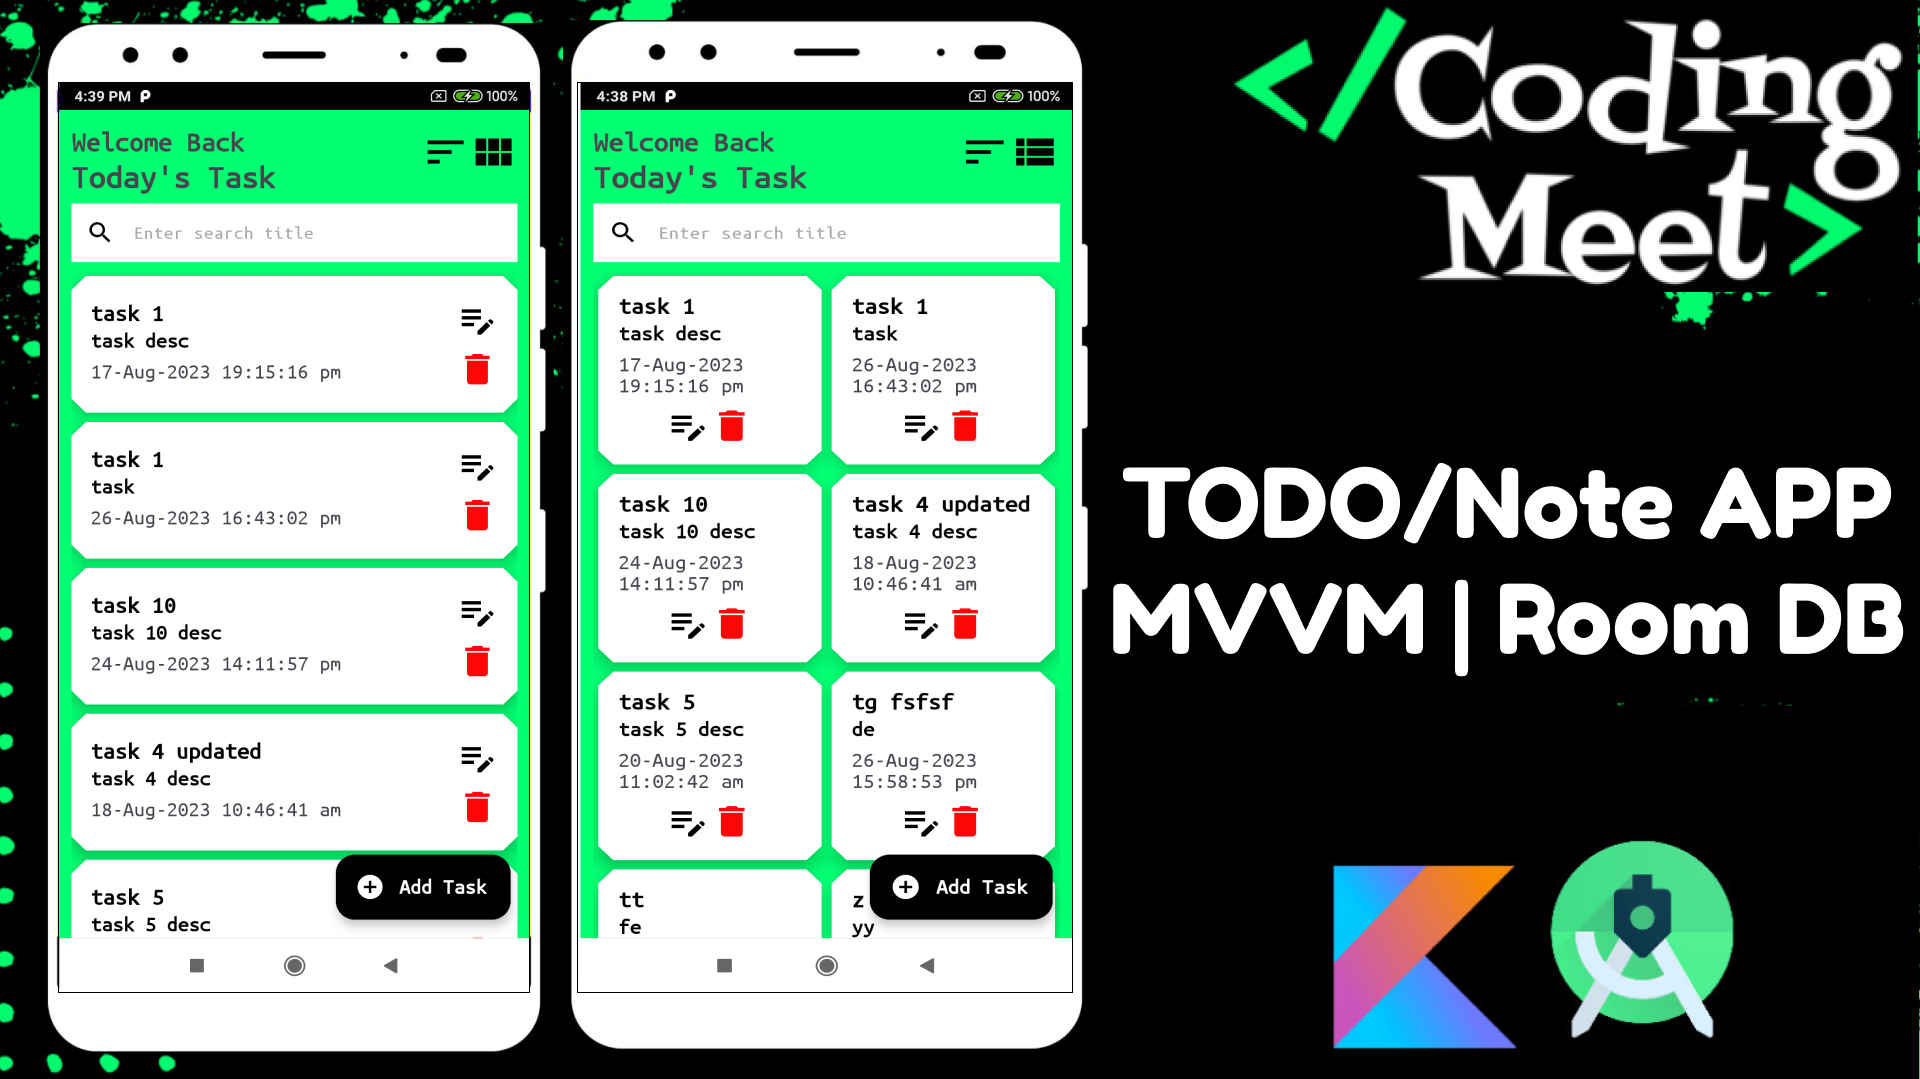 4:39 PM
100%
Welcome Back
Today's Task
Enter search title
task 1
task desc
17-Aug-2023 19:15:16 pm
task 1
task
26-Aug-2023 16:43:02 pm
task 10
task 10 desc
24-Aug-2023 14:11:57 pm
task 4 updated
task 4 desc
18-Aug-2023 10:46:41 am
task 5
task 5 desc
Add Task
4:38 PM
100%
Welcome Back
Today's Task
Enter search title
task 1
task desc
17-Aug-2023
19:15:16 pm
task 1
task
26-Aug-2023
16:43:02 pm
task 10
task 10 desc
24-Aug-2023
14:11:57 pm
task 4 updated
task 4 desc
18-Aug-2023
10:46:41 am
task 5
task 5 desc
20-Aug-2023
11:02:42 am
tg fsfsf
de
26-Aug-2023
15:58:53 pm
tt
fe
z
yy
Add Task
</Coding
Meet>
TODO/Note APP
MVVM | Room DB